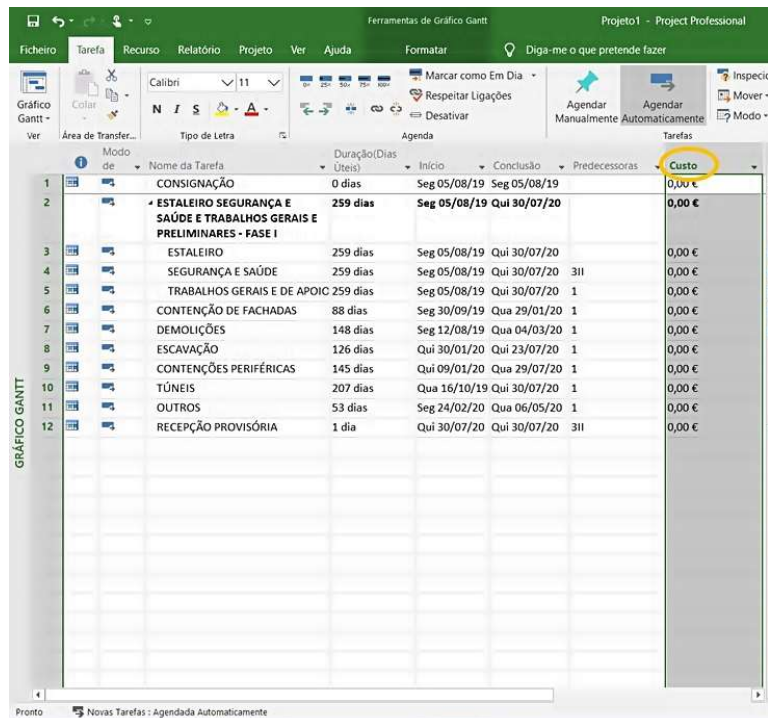 Ferramentas de Gráfico Gantt
Projeto1 - Project Professional
Ficheiro Tarefa Recurso Relatório Projeto Ver Ajuda Formatar Diga-me o que pretende fazer
Gráfico Gantt
Ver
Colar
Área de Transfer...
Calibri 11
N I S A
Tipo de Letra
0× 25× 50× 75× 100×
Marcar como Em Dia
Respeitar Ligações
Desativar
Agenda
Agendar Manualmente
Agendar Automaticamente
Inspecio
Mover
Modo
Tarefas
Modo de Nome da Tarefa Duração(Dias Úteis) Início Conclusão Predecessoras Custo
1 CONSIGNAÇÃO 0 dias Seg 05/08/19 Seg 05/08/19 0,00 €
2 ESTALEIRO SEGURANÇA E 259 dias Seg 05/08/19 Qui 30/07/20 0,00 €
SAÚDE E TRABALHOS GERAIS E
PRELIMINARES - FASE I
3 ESTALEIRO 259 dias Seg 05/08/19 Qui 30/07/20 0,00 €
4 SEGURANÇA E SAÚDE 259 dias Seg 05/08/19 Qui 30/07/20 3II 0,00 €
5 TRABALHOS GERAIS E DE APOIO 259 dias Seg 05/08/19 Qui 30/07/20 1 0,00 €
6 CONTENÇÃO DE FACHADAS 88 dias Seg 30/09/19 Qua 29/01/20 1 0,00 €
7 DEMOLIÇÕES 148 dias Seg 12/08/19 Qua 04/03/20 1 0,00 €
8 ESCAVAÇÃO 126 dias Qui 30/01/20 Qui 23/07/20 1 0,00 €
9 CONTENÇÕES PERIFÉRICAS 145 dias Qui 09/01/20 Qua 29/07/20 1 0,00 €
10 TÚNEIS 207 dias Qua 16/10/19 Qui 30/07/20 1 0,00 €
11 OUTROS 53 dias Seg 24/02/20 Qua 06/05/20 1 0,00 €
12 RECEPÇÃO PROVISÓRIA 1 dia Qui 30/07/20 Qui 30/07/20 3II 0,00 €
GRÁFICO GANTT
Pronto Novas Tarefas : Agendada Automaticamente